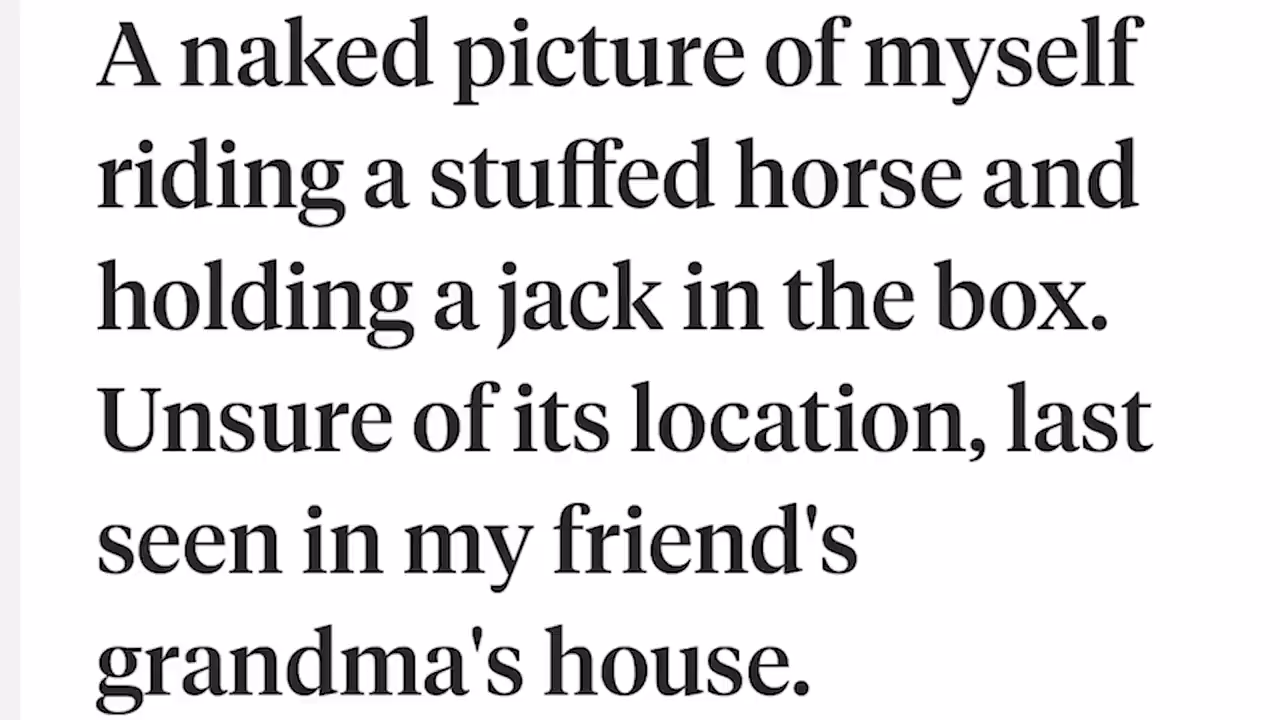 A naked picture of myself
riding a stuffed horse and
holding a jack in the box.
Unsure of its location, last
seen in my friend's
grandma's house.